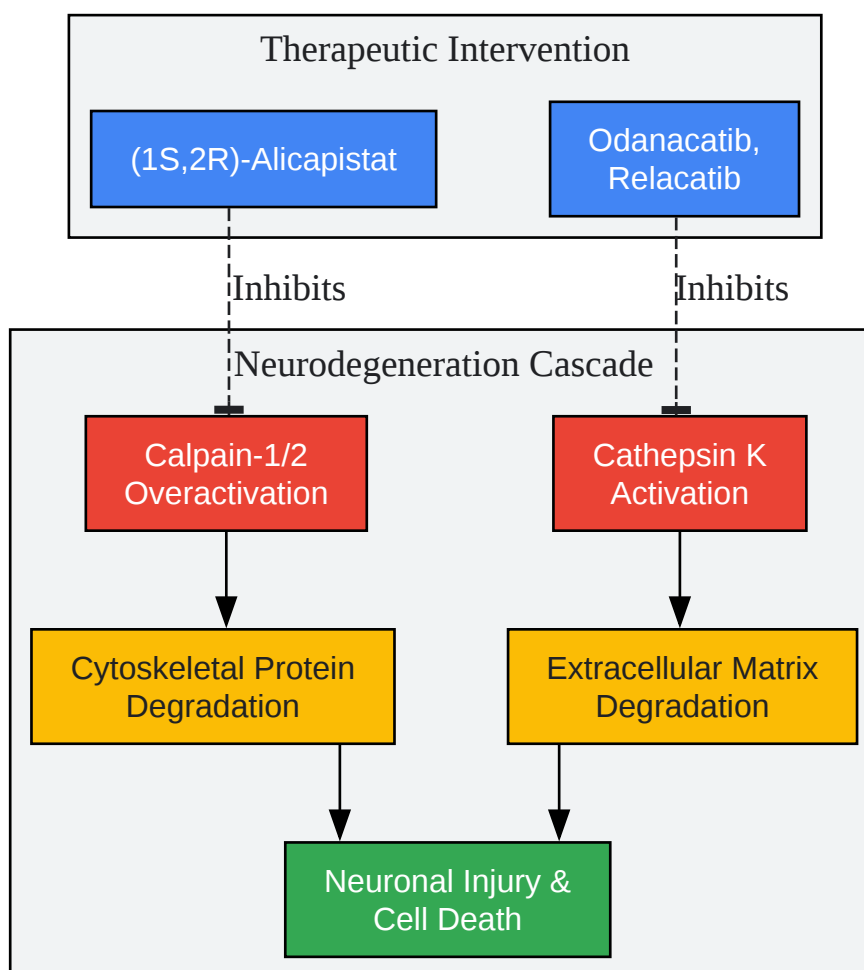 Therapeutic Intervention
(1S,2R)-Alicapistat
Odanacatib,
Relacatib
Inhibits
Inhibits
Neurodegeneration Cascade
Calpain-1/2
Overactivation
Cathepsin K
Activation
Cytoskeletal Protein
Degradation
Extracellular Matrix
Degradation
Neuronal Injury &
Cell Death